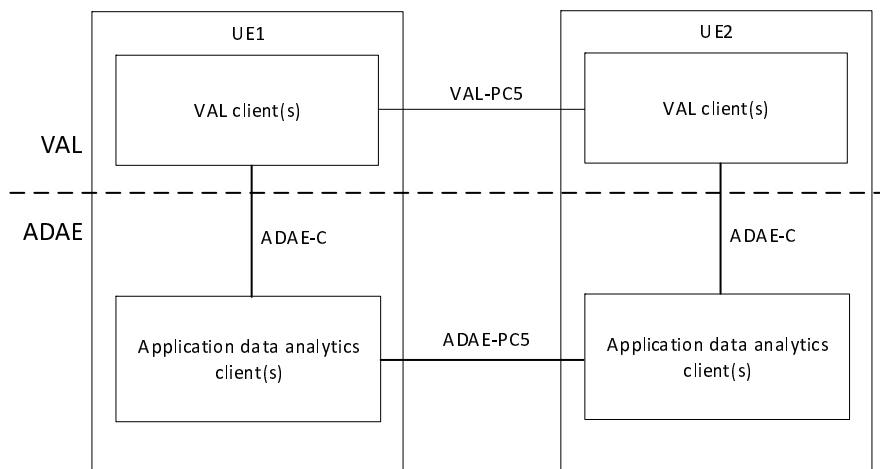 UE1
UE2
VAL client(s)
VAL-PC5
VAL client(s)
VAL
ADAE
ADAE-C
ADAE-C
Application data analytics
client(s)
ADAE-PC5
Application data analytics
client(s)